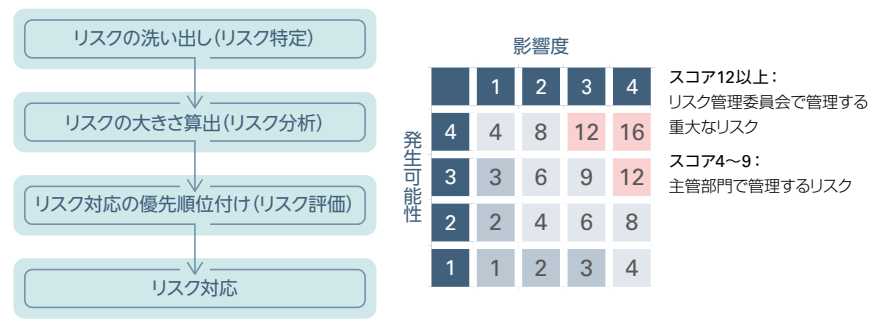 リスクの洗い出し（リスク特定）
リスクの大きさ算出（リスク分析）
リスク対応の優先順位付け（リスク評価）
リスク対応
影響度
発生可能性
1 2 3 4
4 4 8 12 16
3 3 6 9 12
2 2 4 6 8
1 1 2 3 4
スコア12以上：
リスク管理委員会で管理する
重大なリスク
スコア4～9：
主管部門で管理するリスク